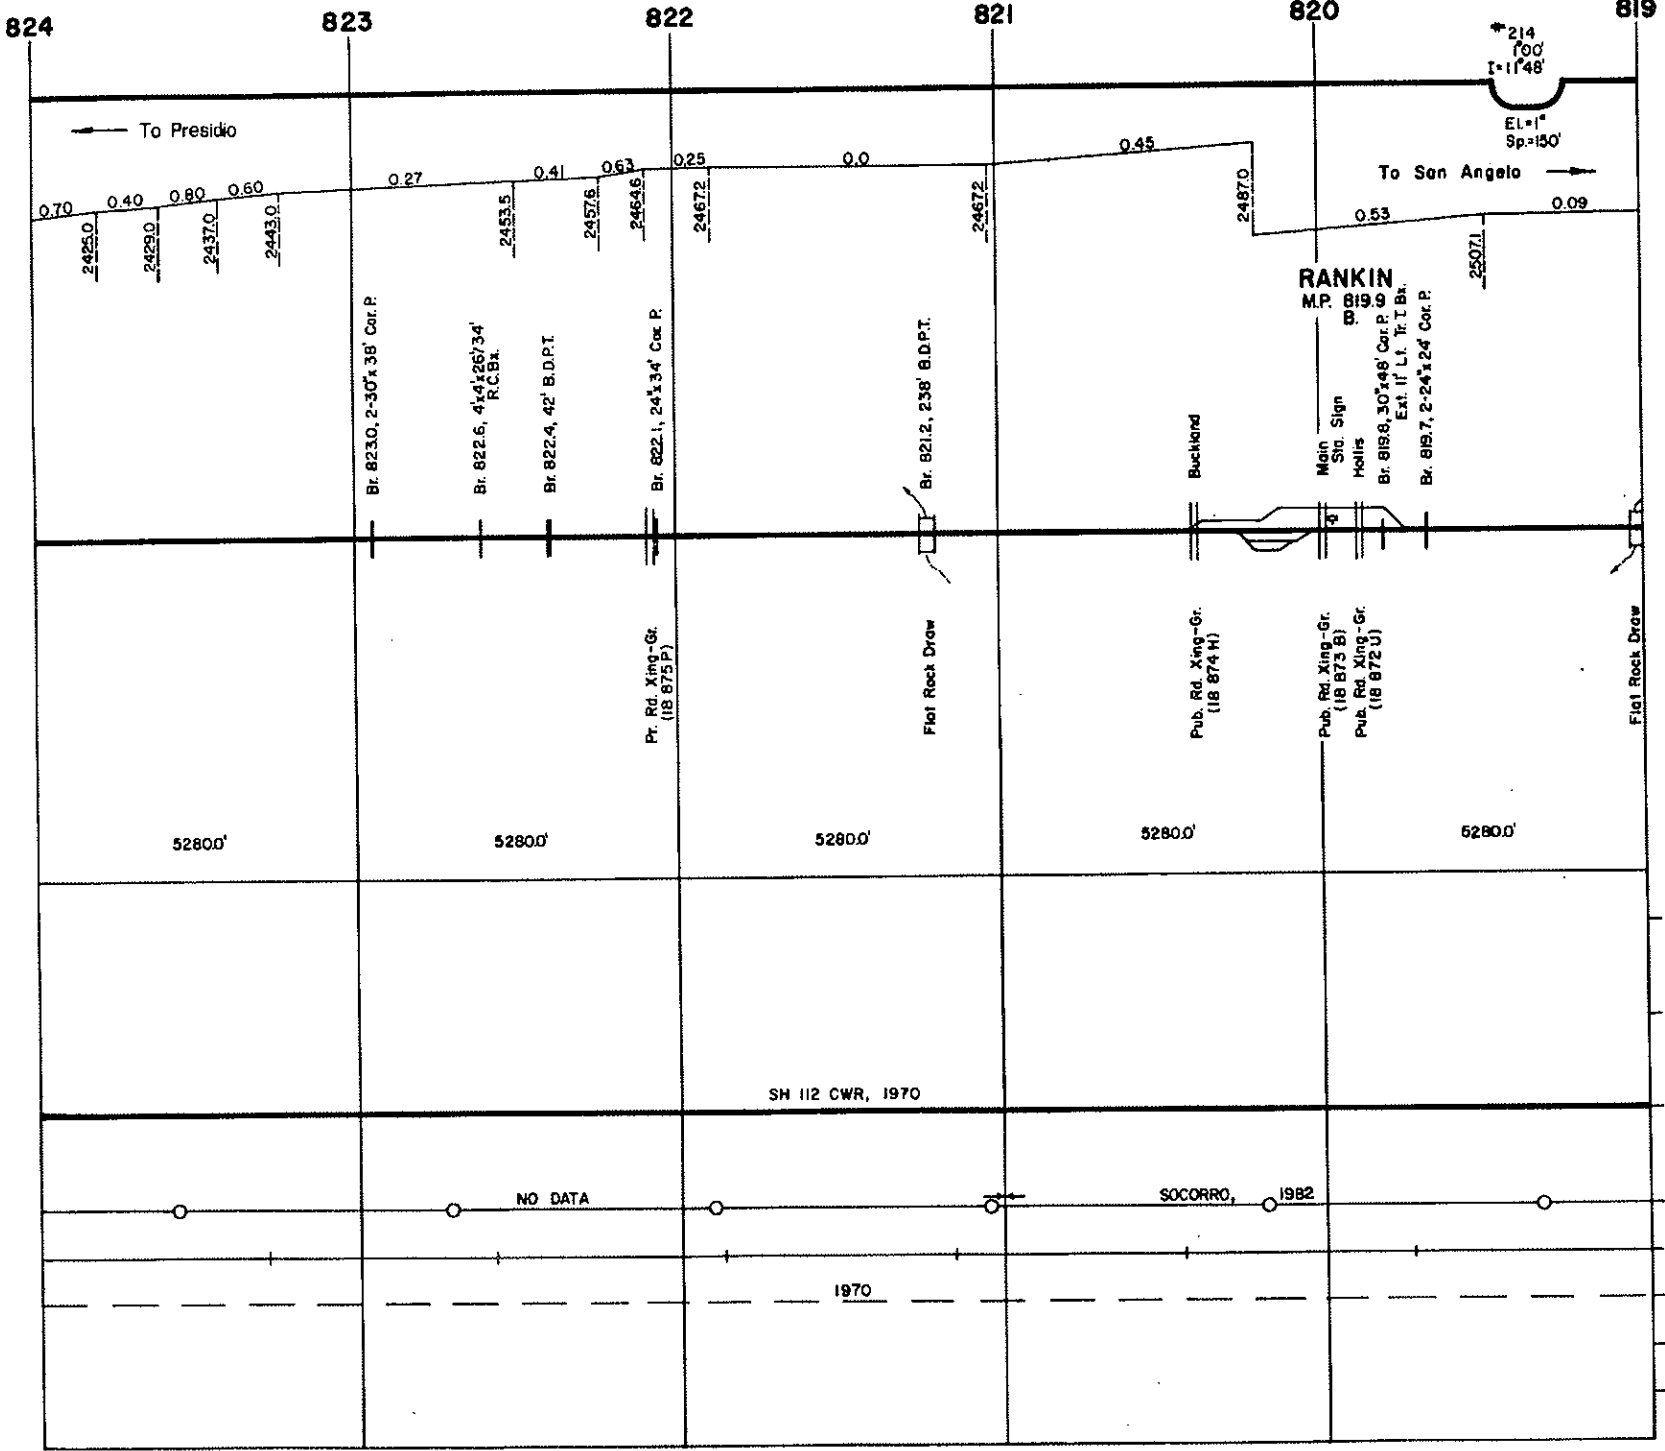 824
823
822
821
820
819
#214
1°00'
I=11°48'
El.=1"
Sp.=150'
To Presidio
To San Angelo
0.70
0.40
0.80
0.60
0.27
0.41
0.63
0.25
0.0
0.45
0.53
0.09
2425.0
2429.0
2437.0
2443.0
2453.5
2457.6
2464.6
2467.2
2467.2
2487.0
2507.1
RANKIN
M.P. 819.9
B.
Br. 823.0, 2-30"x 38' Cor. P.
Br. 822.6, 4'x4'x26'/34'
R.C.Bx.
Br. 822.4, 42' B.D.P.T.
Br. 822.1, 24"x34' Cor. P.
Br. 821.2, 238' B.D.P.T.
Buckland
Main
Sta. Sign
Hollis
Br. 819.8, 30"x48' Cor. P.
Ext. 11' Lt. Tr. T. Bx.
Br. 819.7, 2-24"x24' Cor. P.
Pr. Rd. Xing-Gr.
(18 875 P)
Flat Rock Draw
Pub. Rd. Xing-Gr.
(18 874 H)
Pub. Rd. Xing-Gr.
(18 873 B)
Pub. Rd. Xing-Gr.
(18 872 U)
Flat Rock Draw
5280.0'
5280.0'
5280.0'
5280.0'
5280.0'
SH 112 CWR, 1970
NO DATA
SOCORRO, 1982
1970